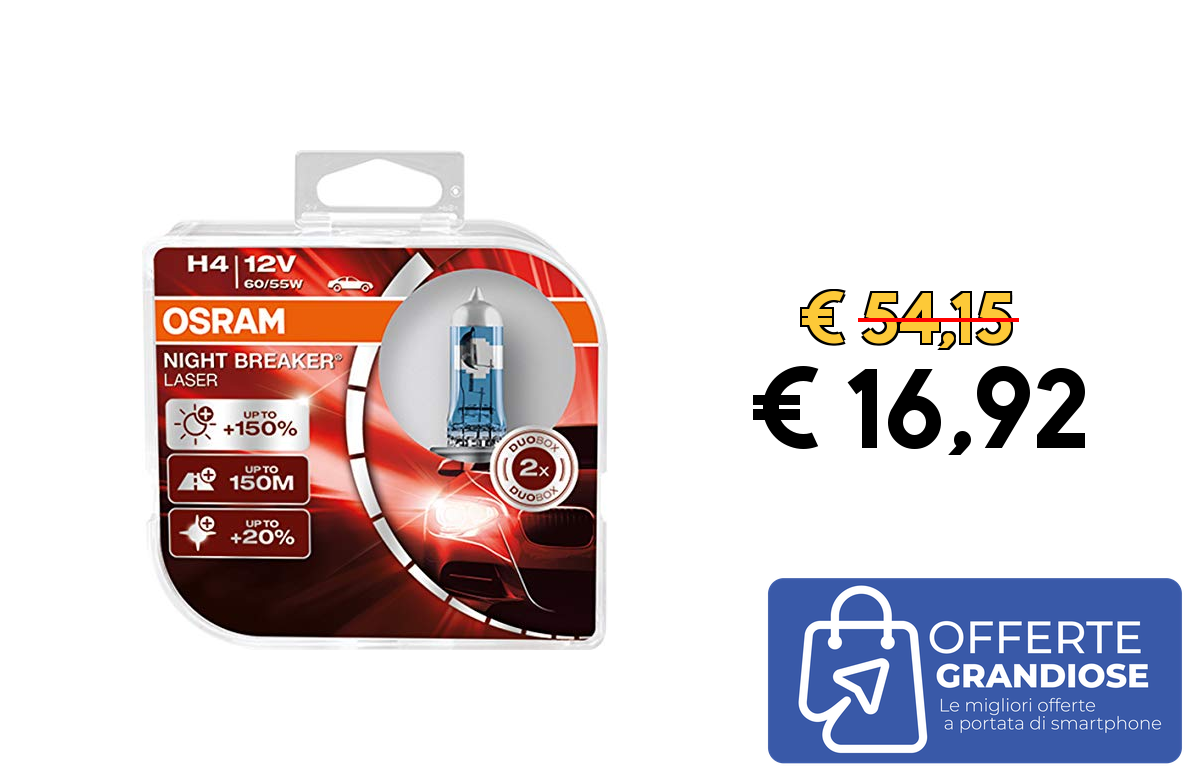 H4 | 12V
60/55W
OSRAM
NIGHT BREAKER®
LASER
UP TO
+150%
UP TO
150M
UP TO
+20%
DUOBOX
2x
DUOBOX
€ 54,15
€ 16,92
OFFERTE
GRANDIOSE
Le migliori offerte
a portata di smartphone